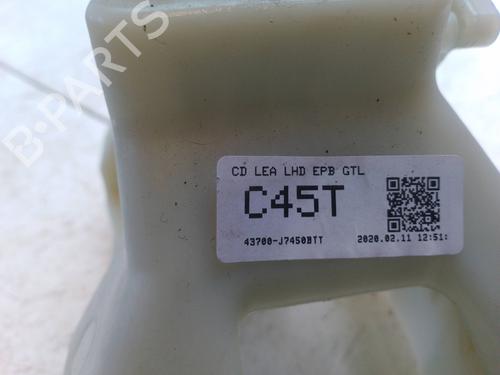 B-PARTS
CD LEA LHD EPB GTL
C45T
43700-J7450BTT
2020.02.11 12:51: